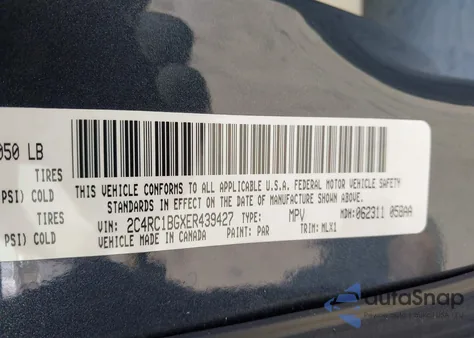 050 LB
TIRES
PSI) COLD
TIRES
PSI) COLD
THIS VEHICLE CONFORMS TO ALL APPLICABLE U.S.A. FEDERAL MOTOR VEHICLE SAFETY
STANDARDS IN EFFECT ON THE DATE OF MANUFACTURE SHOWN ABOVE.
VIN: 2C4RC1BGXER439427 TYPE: MPV MDH: 062311 058AA
VEHICLE MADE IN CANADA PAINT: PAR TRIM: MLX1
autoSnap